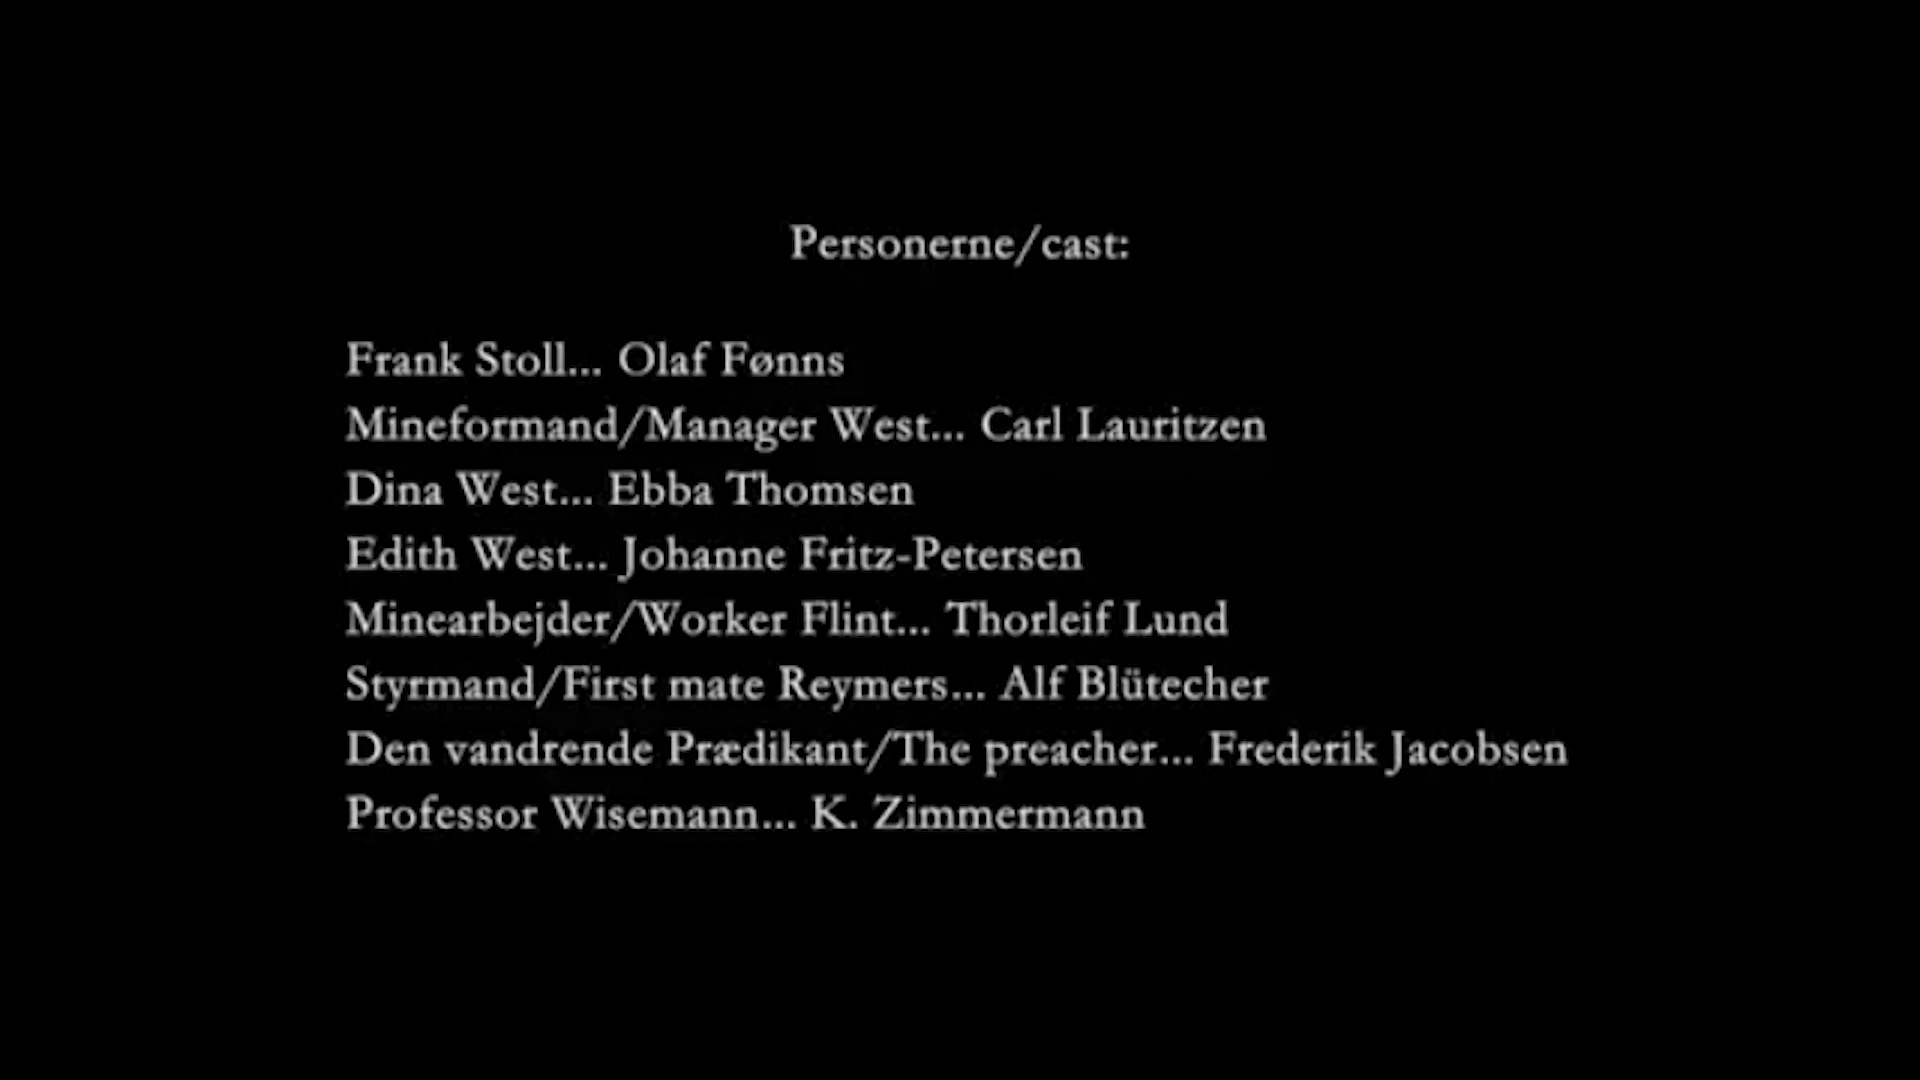 Personerne/cast:
Frank Stoll... Olaf Fønns
Mineformand/Manager West... Carl Lauritzen
Dina West... Ebba Thomsen
Edith West... Johanne Fritz-Petersen
Minearbejder/Worker Flint... Thorleif Lund
Styrmand/First mate Reymers... Alf Blütecher
Den vandrende Prædikant/The preacher... Frederik Jacobsen
Professor Wisemann... K. Zimmermann